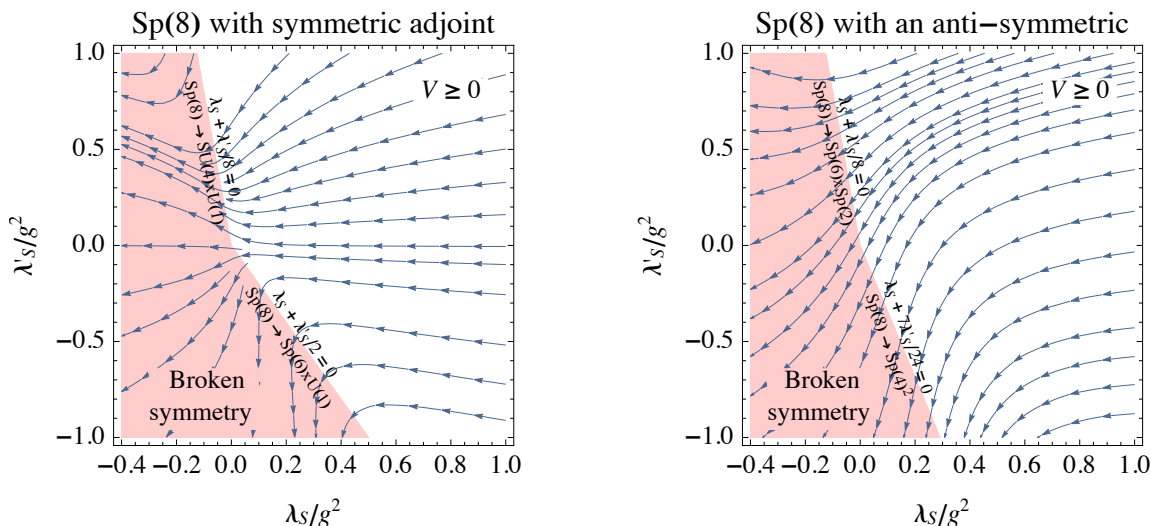 Sp(8) with symmetric adjoint
1.0
0.5
0.0
−0.5
−1.0
λ'S/g²
V ≥ 0
λS + λ'S/8 = 0
Sp(8) → SU(4)xU(1)
λS + λ'S/2 = 0
Sp(8) → Sp(6)xU(1)
Broken
symmetry
−0.4 −0.2 0.0 0.2 0.4 0.6 0.8 1.0
λS/g²
Sp(8) with an anti−symmetric
1.0
0.5
0.0
−0.5
−1.0
λ'S/g²
V ≥ 0
λS + λ'S/8 = 0
Sp(8) → Sp(6)xSp(2)
λS + 7λ'S/24 = 0
Sp(8) → Sp(4)²
Broken
symmetry
−0.4 −0.2 0.0 0.2 0.4 0.6 0.8 1.0
λS/g²